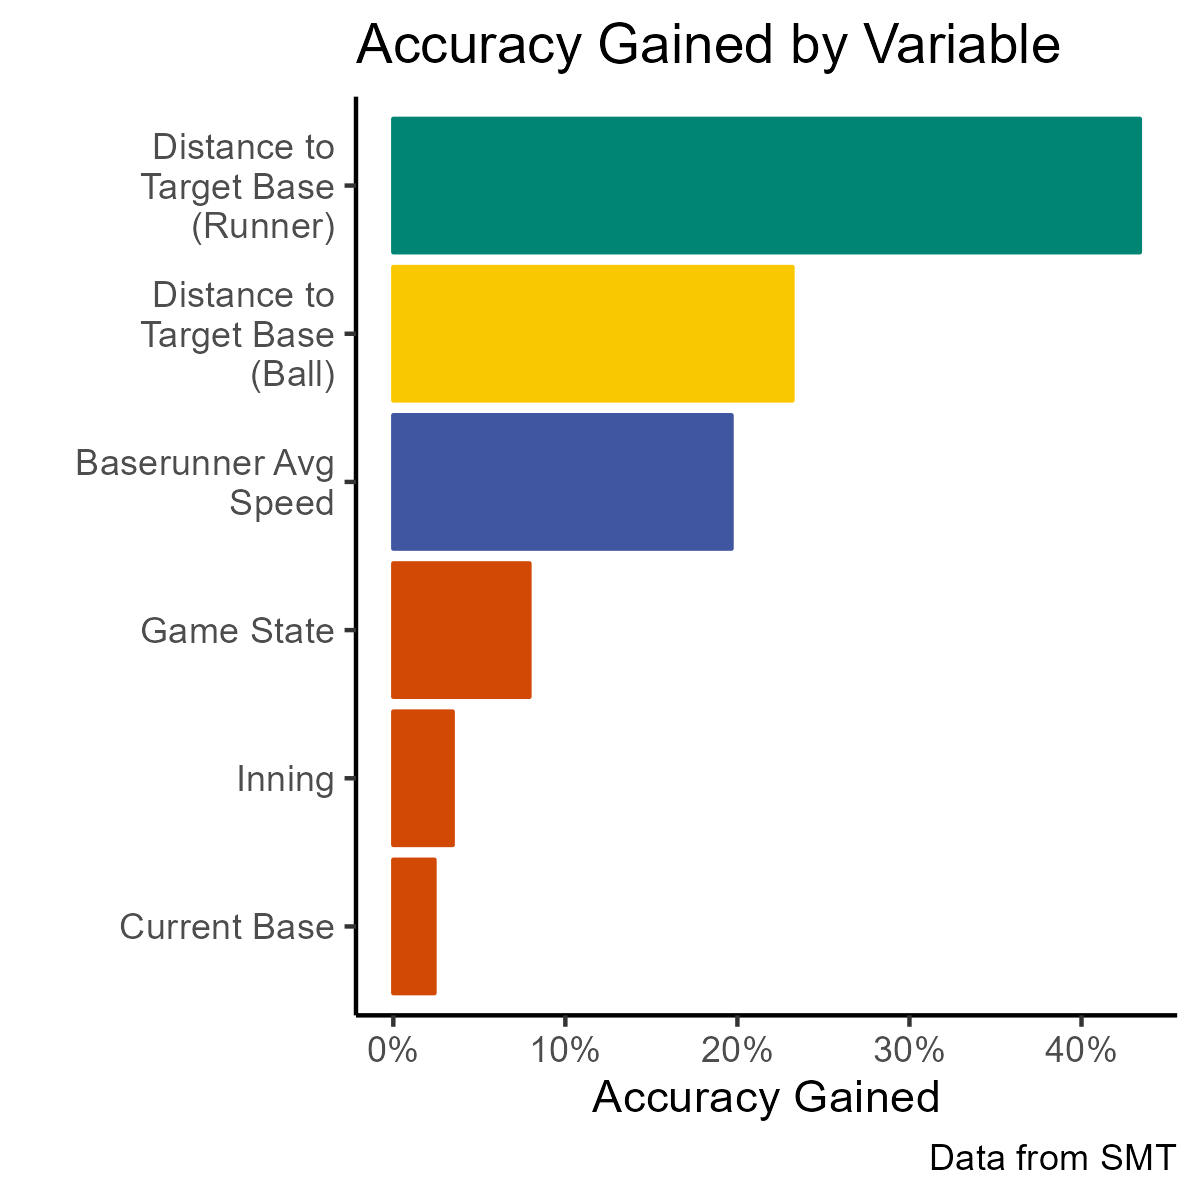 Accuracy Gained by Variable
Distance to
Target Base
(Runner)
Distance to
Target Base
(Ball)
Baserunner Avg
Speed
Game State
Inning
Current Base
0% 10% 20% 30% 40%
Accuracy Gained
Data from SMT